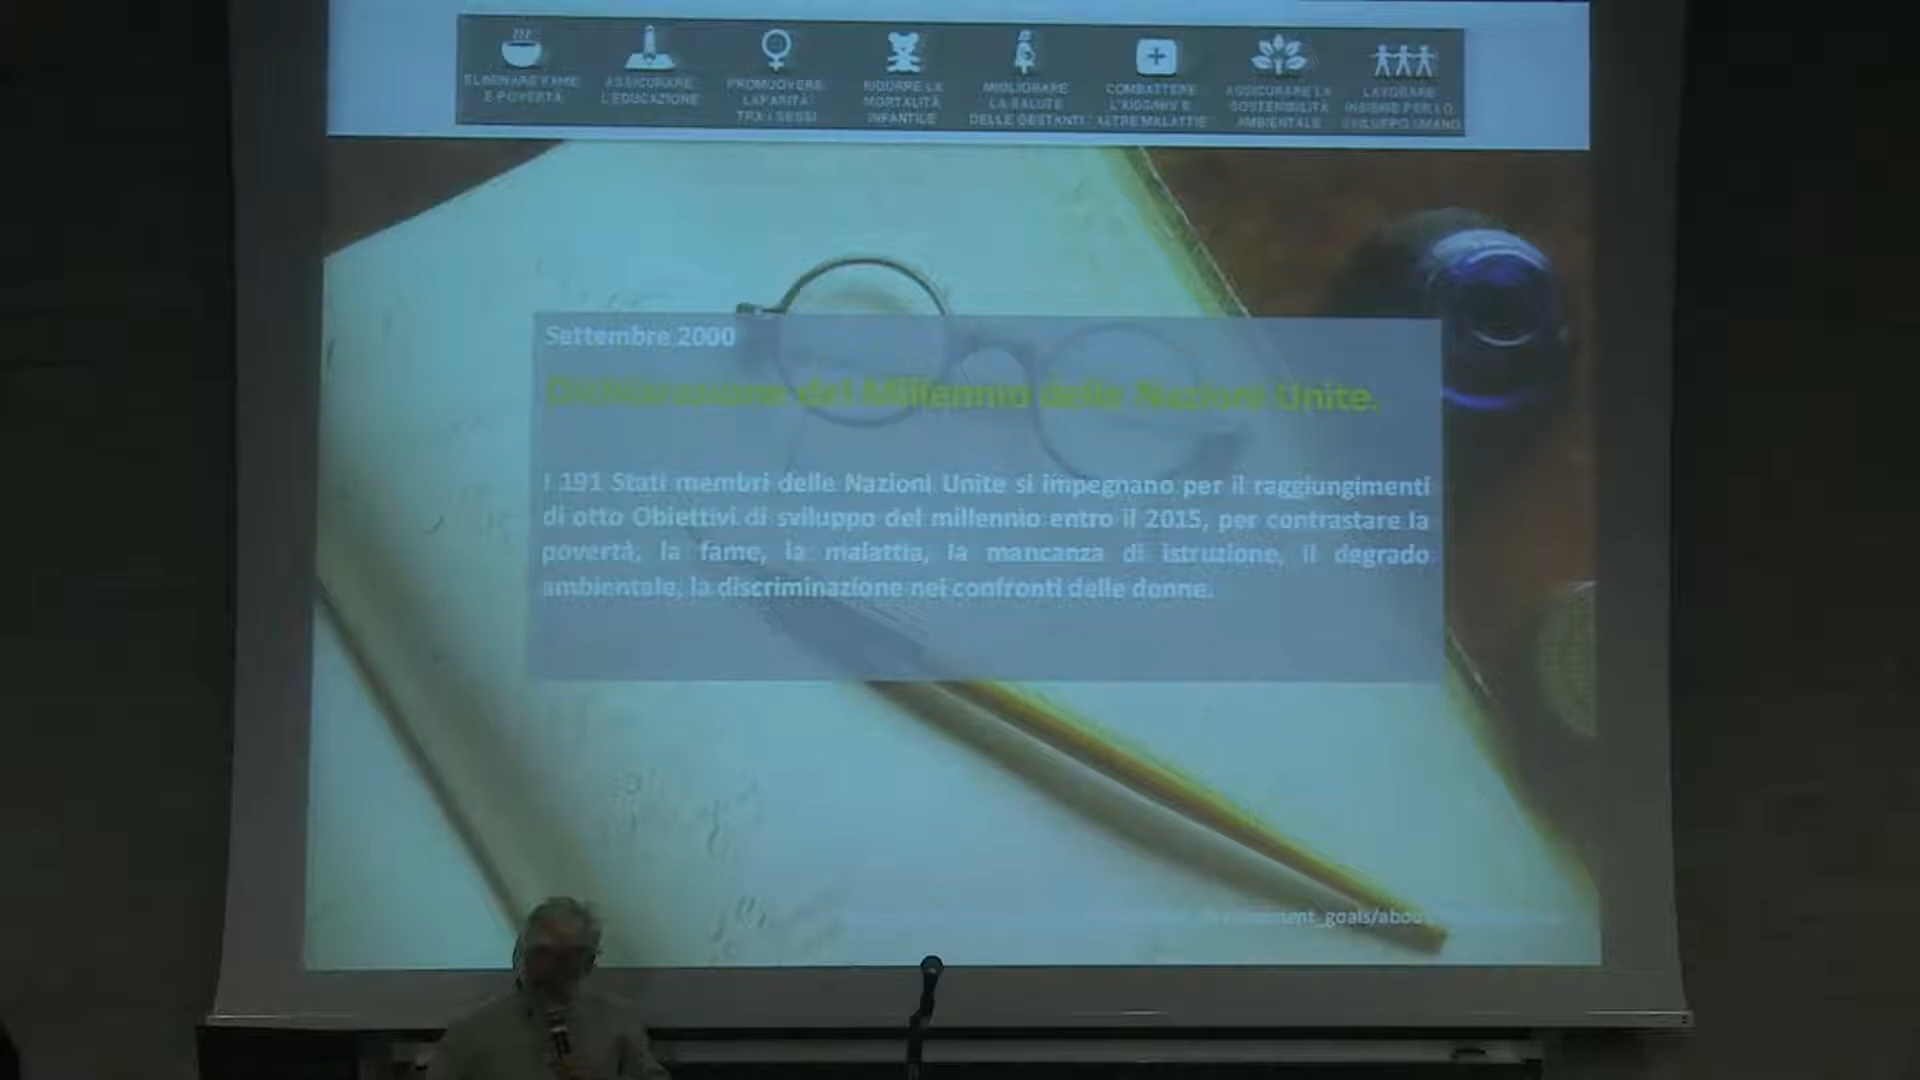 ELIMINARE FAME
E POVERTÀ
ASSICURARE
L'EDUCAZIONE
PROMUOVERE
LA PARITÀ
TRA I SESSI
RIDURRE LA
MORTALITÀ
INFANTILE
MIGLIORARE
LA SALUTE
DELLE GESTANTI
COMBATTERE
L'AIDS/HIV E
ALTRE MALATTIE
ASSICURARE LA
SOSTENIBILITÀ
AMBIENTALE
LAVORARE
INSIEME PER LO
SVILUPPO UMANO
Settembre 2000
Dichiarazione del Millennio delle Nazioni Unite.
I 191 Stati membri delle Nazioni Unite si impegnano per il raggiungimenti
di otto Obiettivi di sviluppo del millennio entro il 2015, per contrastare la
povertà, la fame, la malattia, la mancanza di istruzione, il degrado
ambientale, la discriminazione nei confronti delle donne.
goals/abou